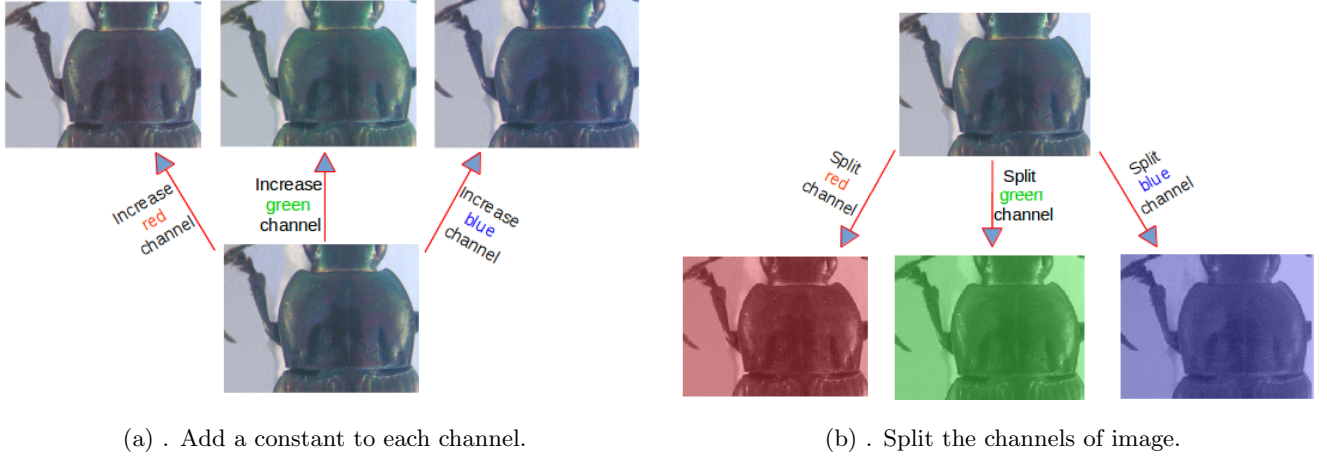 Increase
red
channel
Increase
green
channel
Increase
blue
channel
(a) . Add a constant to each channel.
Split
red
channel
Split
green
channel
Split
blue
channel
(b) . Split the channels of image.